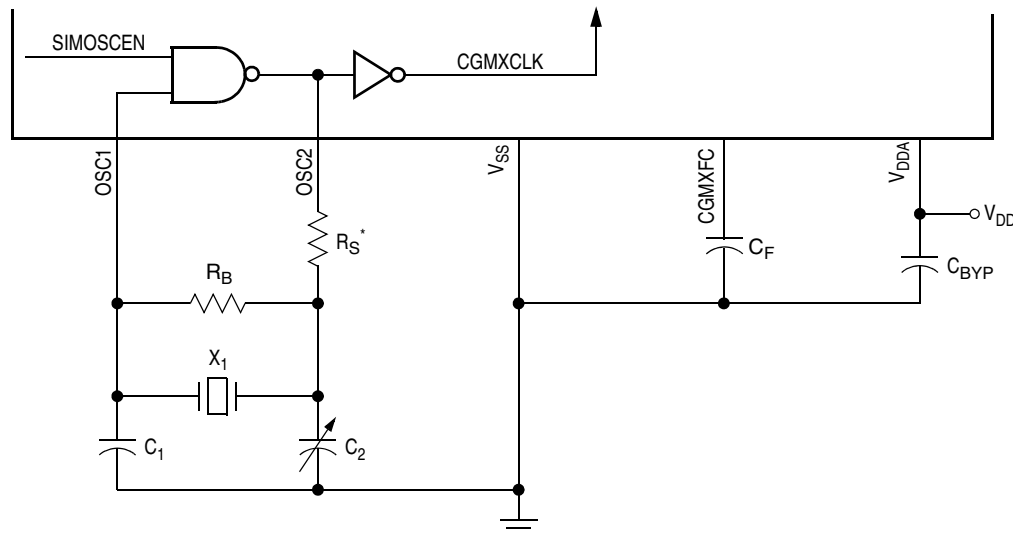 SIMOSCEN
CGMXCLK
OSC1
OSC2
VSS
CGMXFC
VDDA
VDD
RS*
CF
CBYP
RB
X1
C1
C2